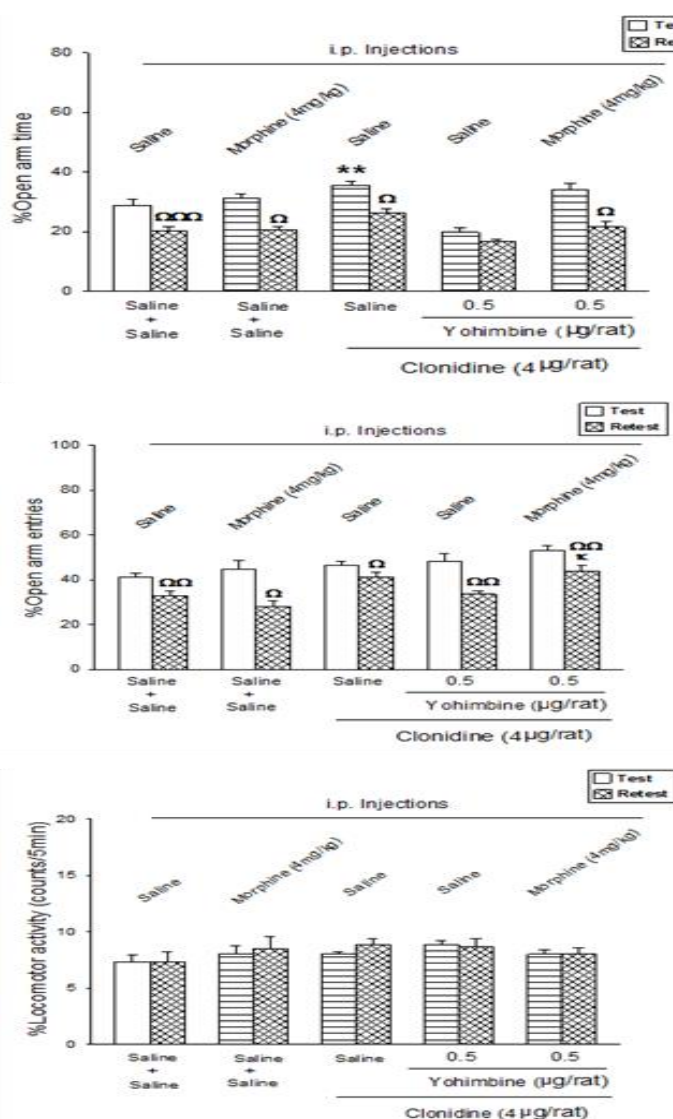 Te
Re
i.p. Injections
80
60
40
20
0
%Open arm time
Saline
Morphine (4mg/kg)
Saline
Saline
Morphine (4mg/kg)
**
ΩΩΩ
Ω
Ω
Ω
Saline + Saline
Saline + Saline
Saline
0.5
0.5
Yohimbine (µg/rat)
Clonidine (4µg/rat)
Test
Retest
i.p. Injections
100
80
60
40
20
0
%Open arm entries
Saline
Morphine (4mg/kg)
Saline
Saline
Morphine (4mg/kg)
ΩΩ
Ω
Ω
ΩΩ
ΩΩ
Saline + Saline
Saline + Saline
Saline
0.5
0.5
Yohimbine (µg/rat)
Clonidine (4µg/rat)
Test
Retest
i.p. Injections
20
15
10
5
0
%Locomotor activity (counts/5min)
Saline
Morphine (4mg/kg)
Saline
Saline
Morphine (4mg/kg)
Saline + Saline
Saline + Saline
Saline
0.5
0.5
Yohimbine (µg/rat)
Clonidine (4µg/rat)